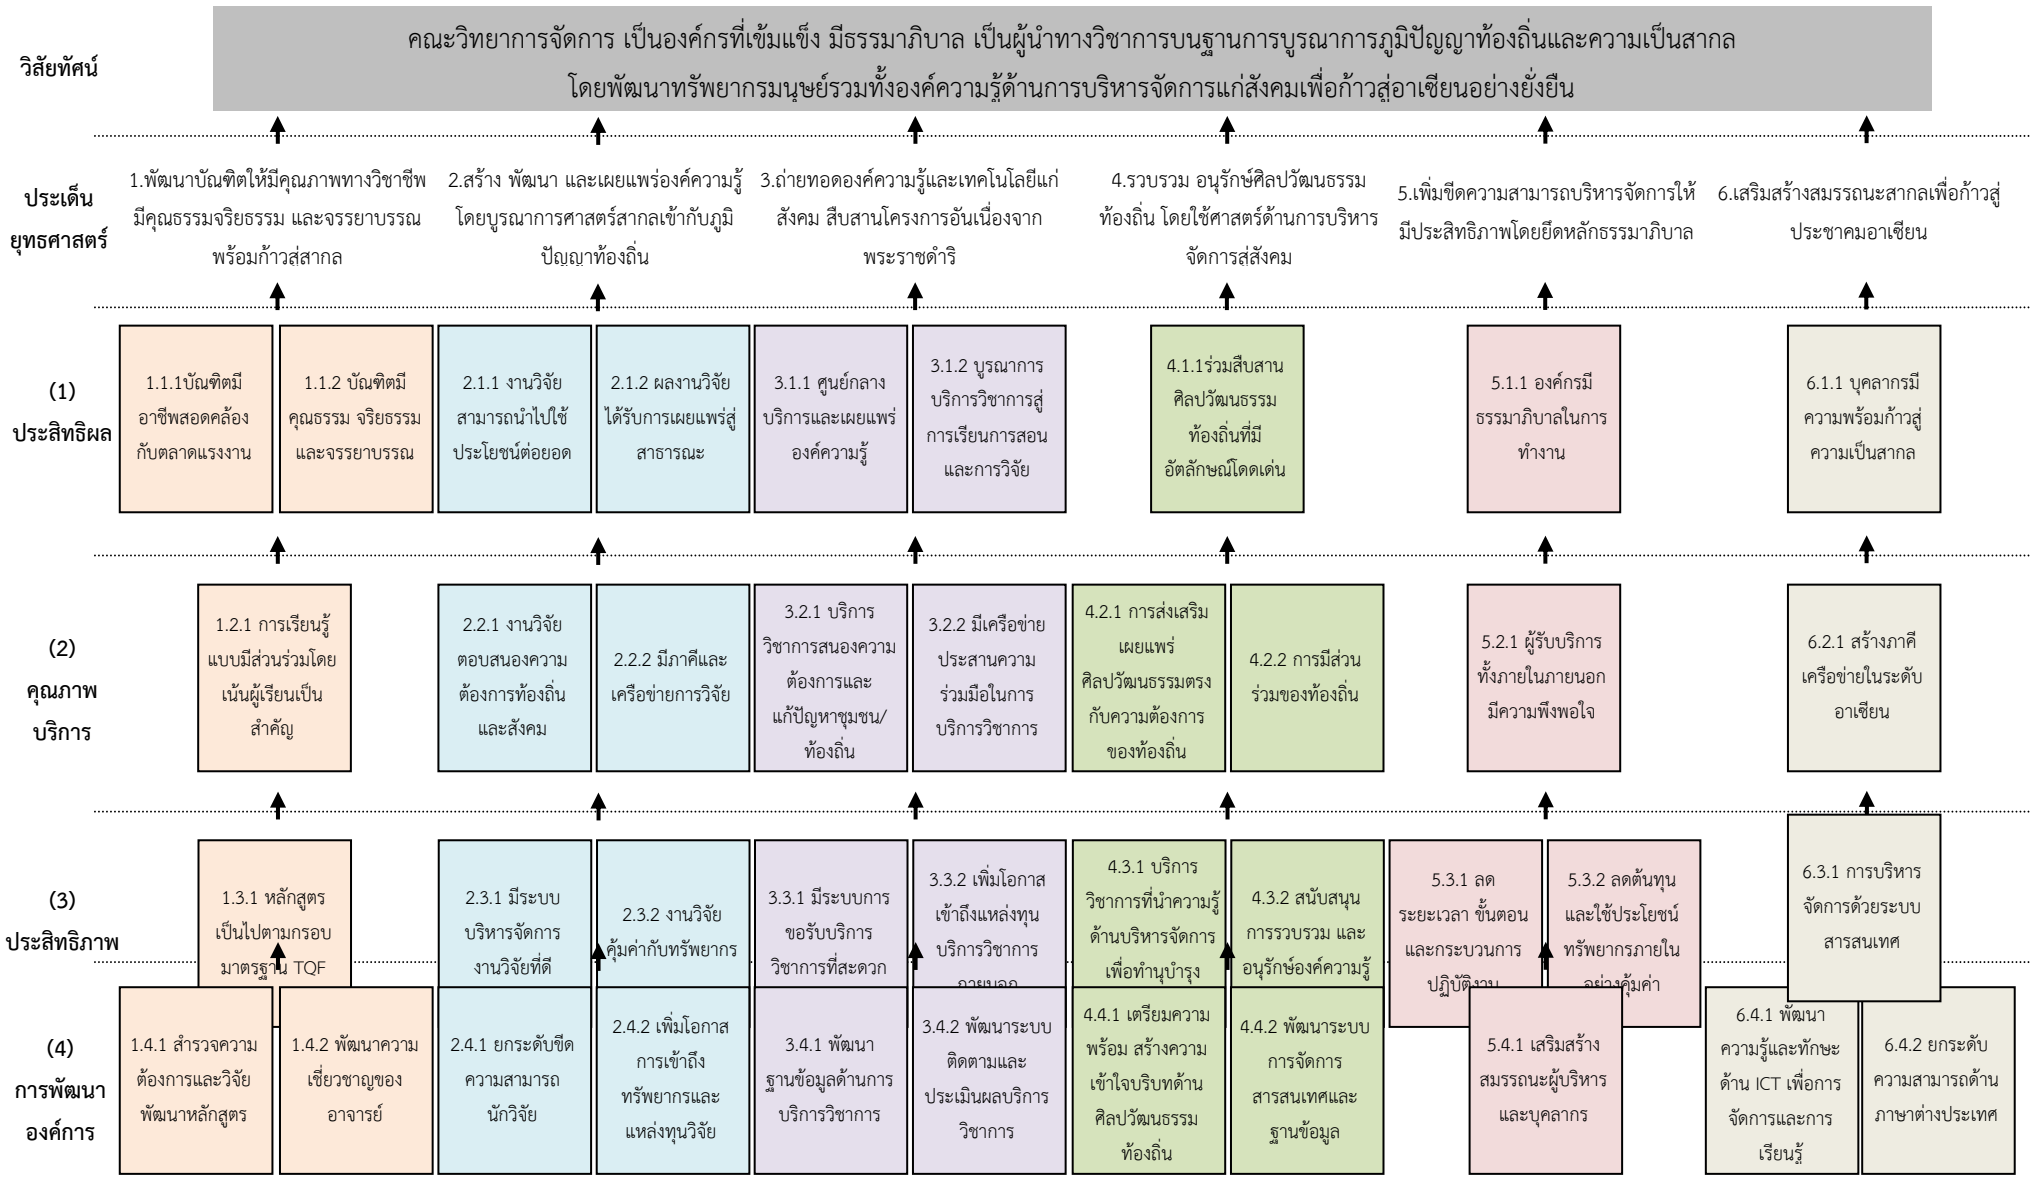 คณะวิทยาการจัดการ เป็นองค์กรที่เข้มแข็ง มีธรรมาภิบาล เป็นผู้นำทางวิชาการบนฐานการบูรณาการภูมิปัญญาท้องถิ่นและความเป็นสากล
โดยพัฒนาทรัพยากรมนุษย์รวมทั้งองค์ความรู้ด้านการบริหารจัดการแก่สังคมเพื่อก้าวสู่อาเซียนอย่างยั่งยืน
วิสัยทัศน์
ประเด็น
ยุทธศาสตร์
1.พัฒนาบัณฑิตให้มีคุณภาพทางวิชาชีพ
มีคุณธรรมจริยธรรม และจรรยาบรรณ
พร้อมก้าวสู่สากล
2.สร้าง พัฒนา และเผยแพร่องค์ความรู้
โดยบูรณาการศาสตร์สากลเข้ากับภูมิ
ปัญญาท้องถิ่น
3.ถ่ายทอดองค์ความรู้และเทคโนโลยีแก่
สังคม สืบสานโครงการอันเนื่องจาก
พระราชดำริ
4.รวบรวม อนุรักษ์ศิลปวัฒนธรรม
ท้องถิ่น โดยใช้ศาสตร์ด้านการบริหาร
จัดการสู่สังคม
5.เพิ่มขีดความสามารถบริหารจัดการให้
มีประสิทธิภาพโดยยึดหลักธรรมาภิบาล
6.เสริมสร้างสมรรถนะสากลเพื่อก้าวสู่
ประชาคมอาเซียน
(1)
ประสิทธิผล
1.1.1บัณฑิตมี
อาชีพสอดคล้อง
กับตลาดแรงงาน
1.1.2 บัณฑิตมี
คุณธรรม จริยธรรม
และจรรยาบรรณ
2.1.1 งานวิจัย
สามารถนำไปใช้
ประโยชน์ต่อยอด
2.1.2 ผลงานวิจัย
ได้รับการเผยแพร่สู่
สาธารณะ
3.1.1 ศูนย์กลาง
บริการและเผยแพร่
องค์ความรู้
3.1.2 บูรณาการ
บริการวิชาการสู่
การเรียนการสอน
และการวิจัย
4.1.1ร่วมสืบสาน
ศิลปวัฒนธรรม
ท้องถิ่นที่มี
อัตลักษณ์โดดเด่น
5.1.1 องค์กรมี
ธรรมาภิบาลในการ
ทำงาน
6.1.1 บุคลากรมี
ความพร้อมก้าวสู่
ความเป็นสากล
(2)
คุณภาพ
บริการ
1.2.1 การเรียนรู้
แบบมีส่วนร่วมโดย
เน้นผู้เรียนเป็น
สำคัญ
2.2.1 งานวิจัย
ตอบสนองความ
ต้องการท้องถิ่น
และสังคม
2.2.2 มีภาคีและ
เครือข่ายการวิจัย
3.2.1 บริการ
วิชาการสนองความ
ต้องการและ
แก้ปัญหาชุมชน/
ท้องถิ่น
3.2.2 มีเครือข่าย
ประสานความ
ร่วมมือในการ
บริการวิชาการ
4.2.1 การส่งเสริม
เผยแพร่
ศิลปวัฒนธรรมตรง
กับความต้องการ
ของท้องถิ่น
4.2.2 การมีส่วน
ร่วมของท้องถิ่น
5.2.1 ผู้รับบริการ
ทั้งภายในภายนอก
มีความพึงพอใจ
6.2.1 สร้างภาคี
เครือข่ายในระดับ
อาเซียน
(3)
ประสิทธิภาพ
1.3.1 หลักสูตร
เป็นไปตามกรอบ
มาตรฐาน TQF
2.3.1 มีระบบ
บริหารจัดการ
งานวิจัยที่ดี
2.3.2 งานวิจัย
คุ้มค่ากับทรัพยากร
3.3.1 มีระบบการ
ขอรับบริการ
วิชาการที่สะดวก
3.3.2 เพิ่มโอกาส
เข้าถึงแหล่งทุน
บริการวิชาการ
ภายนอก
4.3.1 บริการ
วิชาการที่นำความรู้
ด้านบริหารจัดการ
เพื่อทำนุบำรุง
4.3.2 สนับสนุน
การรวบรวม และ
อนุรักษ์องค์ความรู้
5.3.1 ลด
ระยะเวลา ขั้นตอน
และกระบวนการ
ปฏิบัติงาน
5.3.2 ลดต้นทุน
และใช้ประโยชน์
ทรัพยากรภายใน
อย่างคุ้มค่า
6.3.1 การบริหาร
จัดการด้วยระบบ
สารสนเทศ
(4)
การพัฒนา
องค์การ
1.4.1 สำรวจความ
ต้องการและวิจัย
พัฒนาหลักสูตร
1.4.2 พัฒนาความ
เชี่ยวชาญของ
อาจารย์
2.4.1 ยกระดับขีด
ความสามารถ
นักวิจัย
2.4.2 เพิ่มโอกาส
การเข้าถึง
ทรัพยากรและ
แหล่งทุนวิจัย
3.4.1 พัฒนา
ฐานข้อมูลด้านการ
บริการวิชาการ
3.4.2 พัฒนาระบบ
ติดตามและ
ประเมินผลบริการ
วิชาการ
4.4.1 เตรียมความ
พร้อม สร้างความ
เข้าใจบริบทด้าน
ศิลปวัฒนธรรม
ท้องถิ่น
4.4.2 พัฒนาระบบ
การจัดการ
สารสนเทศและ
ฐานข้อมูล
5.4.1 เสริมสร้าง
สมรรถนะผู้บริหาร
และบุคลากร
6.4.1 พัฒนา
ความรู้และทักษะ
ด้าน ICT เพื่อการ
จัดการและการ
เรียนรู้
6.4.2 ยกระดับ
ความสามารถด้าน
ภาษาต่างประเทศ